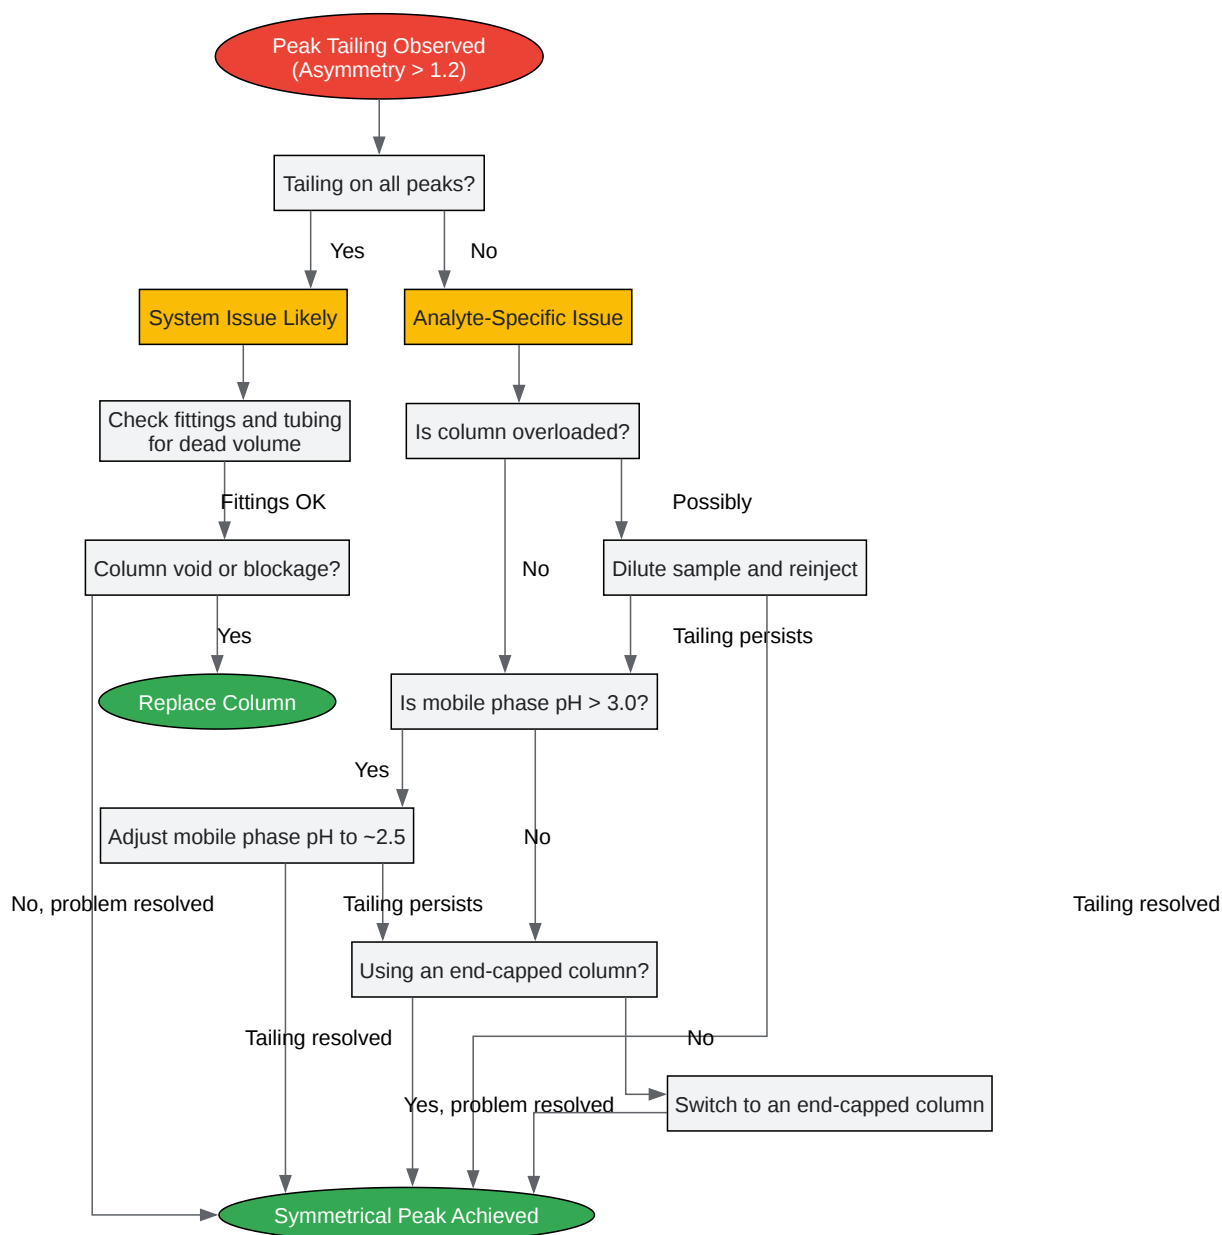 Peak Tailing Observed
(Asymmetry > 1.2)
Tailing on all peaks?
Yes
No
System Issue Likely
Analyte-Specific Issue
Check fittings and tubing
for dead volume
Is column overloaded?
Fittings OK
Possibly
Column void or blockage?
No
Dilute sample and reinject
Yes
Tailing persists
Replace Column
Is mobile phase pH > 3.0?
Yes
Adjust mobile phase pH to ~2.5
No
No, problem resolved
Tailing persists
Tailing resolved
Using an end-capped column?
Tailing resolved
No
Yes, problem resolved
Switch to an end-capped column
Symmetrical Peak Achieved